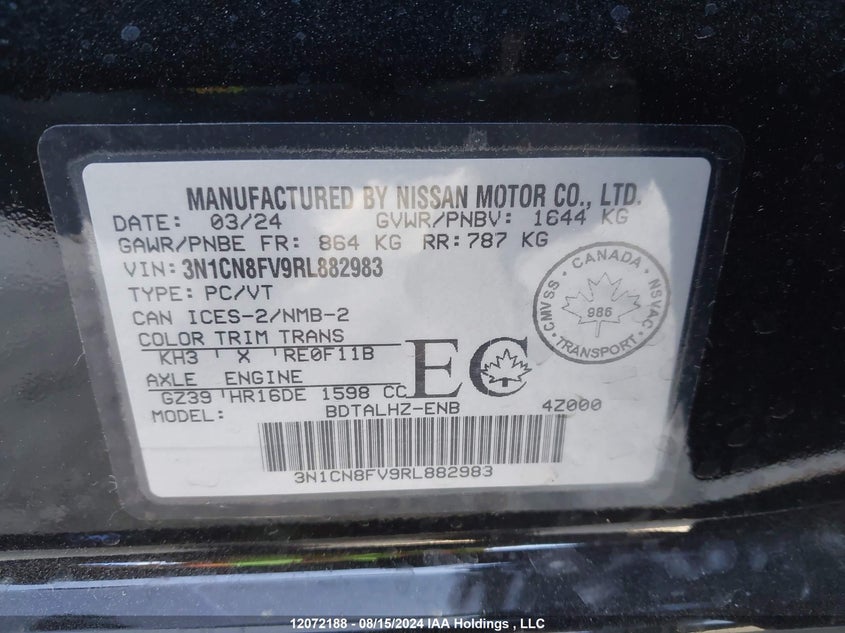 MANUFACTURED BY NISSAN MOTOR CO., LTD.
DATE: 03/24 GVWR/PNBV: 1644 KG
GAWR/PNBE FR: 864 KG RR: 787 KG
VIN: 3N1CN8FV9RL882983
TYPE: PC/VT
CAN ICES-2/NMB-2
COLOR TRIM TRANS
KH3 X RE0F11B
AXLE ENGINE
GZ39 HR16DE 1598 CC
MODEL: BDTALHZ-ENB 4Z000
EC
CANADA
CMVSS
NSVAC
986
TRANSPORT
3N1CN8FV9RL882983
12072188 - 08/15/2024 IAA Holdings , LLC